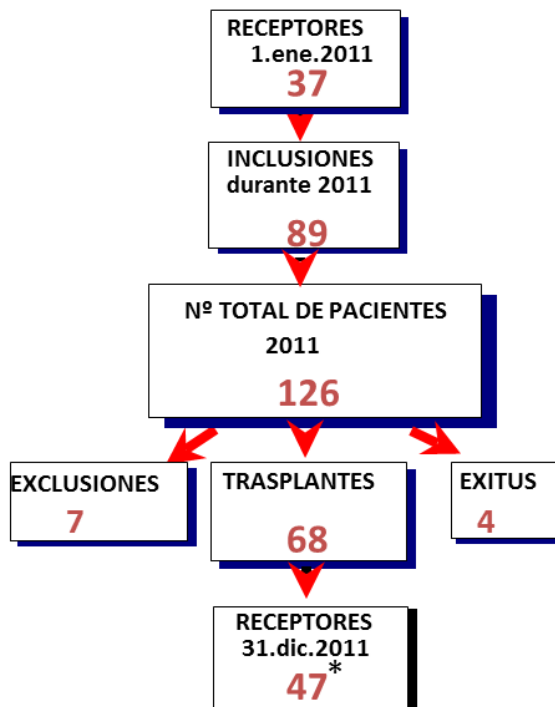 RECEPTORES
1.ene.2011
37
INCLUSIONES
durante 2011
89
Nº TOTAL DE PACIENTES
2011
126
EXCLUSIONES
7
TRASPLANTES
68
EXITUS
4
RECEPTORES
31.dic.2011
47*